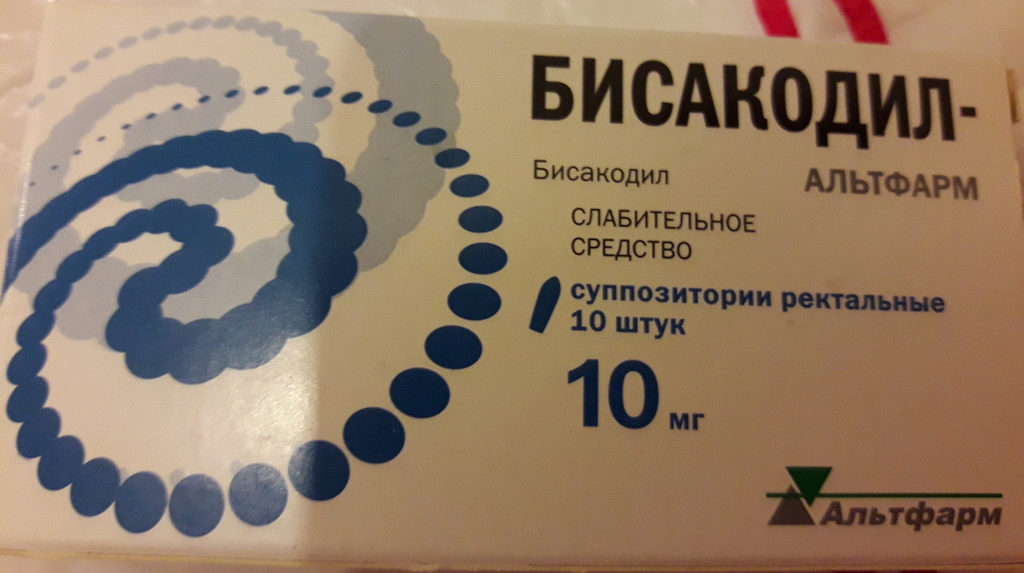 БИСАКОДИЛ-
АЛЬТФАРМ
Бисакодил
СЛАБИТЕЛЬНОЕ
СРЕДСТВО
суппозитории ректальные
10 штук
10 мг
Альтфарм